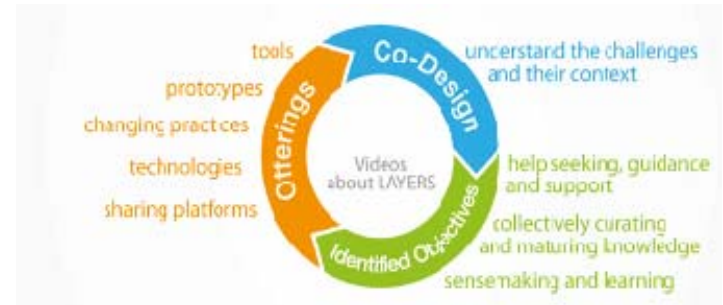 tools
prototypes
changing practices
technologies
sharing platforms
Offerings
Co-Design
understand the challenges
and their context
Videos
about LAYERS
help seeking, guidance
and support
Identified Objectives
collectively curating
and maturing knowledge
sensemaking and learning